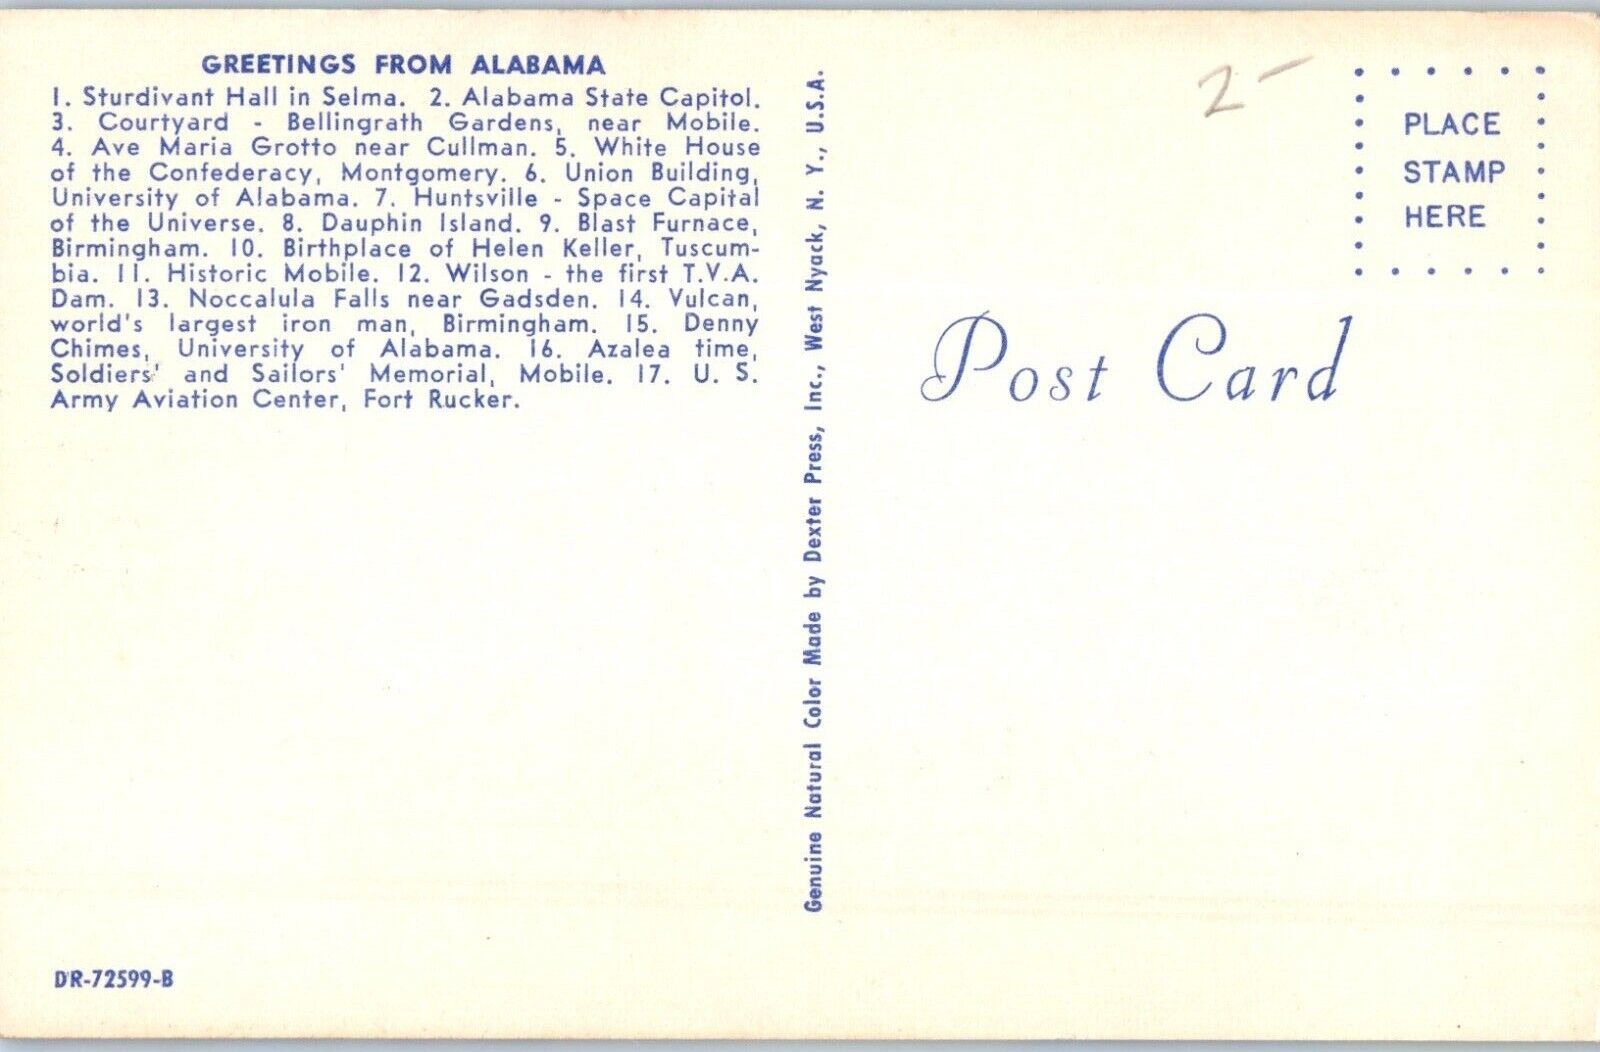 GREETINGS FROM ALABAMA
1. Sturdivant Hall in Selma. 2. Alabama State Capitol.
3. Courtyard - Bellingrath Gardens, near Mobile.
4. Ave Maria Grotto near Cullman. 5. White House
of the Confederacy, Montgomery. 6. Union Building,
University of Alabama. 7. Huntsville - Space Capital
of the Universe. 8. Dauphin Island. 9. Blast Furnace,
Birmingham. 10. Birthplace of Helen Keller, Tuscum-
bia. 11. Historic Mobile. 12. Wilson - the first T.V.A.
Dam. 13. Noccalula Falls near Gadsden. 14. Vulcan,
world's largest iron man, Birmingham. 15. Denny
Chimes, University of Alabama. 16. Azalea time,
Soldiers' and Sailors' Memorial, Mobile. 17. U. S.
Army Aviation Center, Fort Rucker.
DR-72599-B
Genuine Natural Color Made by Dexter Press, Inc., West Nyack, N. Y., U.S.A.
2-
PLACE
STAMP
HERE
Post Card